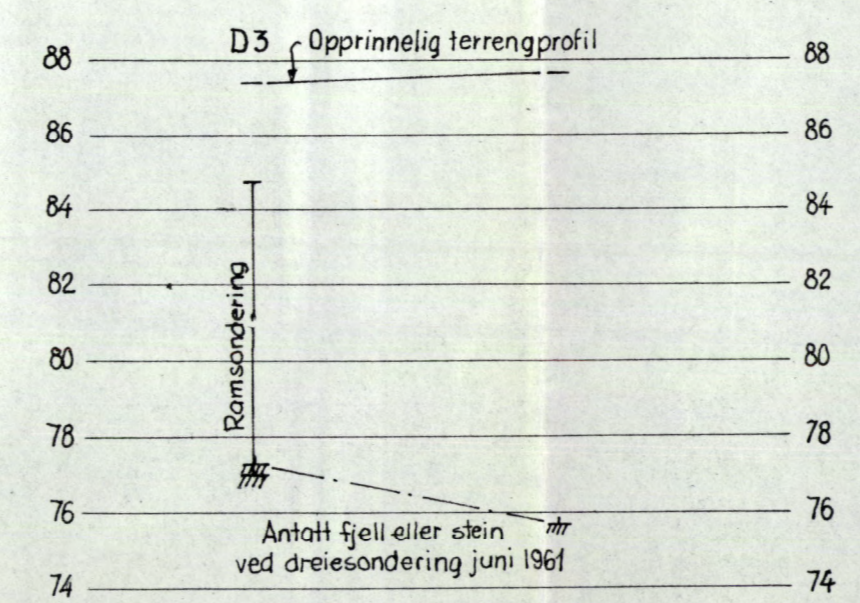 D3 Opprinnelig terrengprofil
88 88
86 86
84 84
82 82
80 80
78 78
76 76
74 74
Ramsondering
Antatt fjell eller stein
ved dreiesondering juni 1961